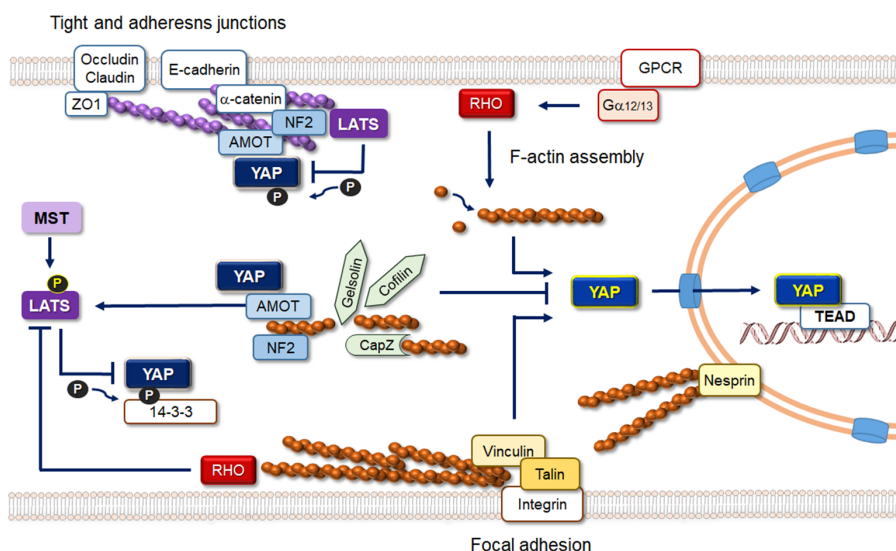 Tight and adheresns junctions
Occludin
Claudin
E-cadherin
ZO1
α-catenin
NF2
LATS
AMOT
YAP
P
P
GPCR
Gα12/13
RHO
F-actin assembly
MST
P
LATS
YAP
AMOT
NF2
Gelsolin
Cofilin
CapZ
YAP
YAP
TEAD
P
YAP
P
14-3-3
Nesprin
RHO
Vinculin
Talin
Integrin
Focal adhesion